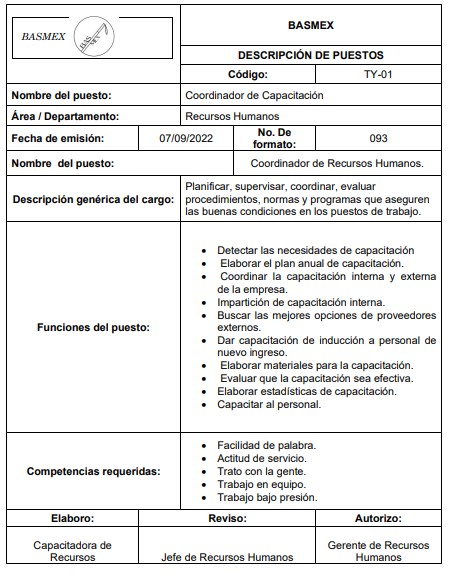 BASMEX
BAS
BASMEX
DESCRIPCIÓN DE PUESTOS
Código: TY-01
Nombre del puesto: Coordinador de Capacitación
Área / Departamento: Recursos Humanos
Fecha de emisión: 07/09/2022 No. De formato: 093
Nombre del puesto: Coordinador de Recursos Humanos.
Descripción genérica del cargo:
Planificar, supervisar, coordinar, evaluar
procedimientos, normas y programas que aseguren
las buenas condiciones en los puestos de trabajo.
Funciones del puesto:
• Detectar las necesidades de capacitación
• Elaborar el plan anual de capacitación.
• Coordinar la capacitación interna y externa
de la empresa.
• Impartición de capacitación interna.
• Buscar las mejores opciones de proveedores
externos.
• Dar capacitación de inducción a personal de
nuevo ingreso.
• Elaborar materiales para la capacitación.
• Evaluar que la capacitación sea efectiva.
• Elaborar estadísticas de capacitación.
• Capacitar al personal.
Competencias requeridas:
• Facilidad de palabra.
• Actitud de servicio.
• Trato con la gente.
• Trabajo en equipo.
• Trabajo bajo presión.
Elaboro: Reviso: Autorizo:
Capacitadora de
Recursos
Jefe de Recursos Humanos
Gerente de Recursos
Humanos